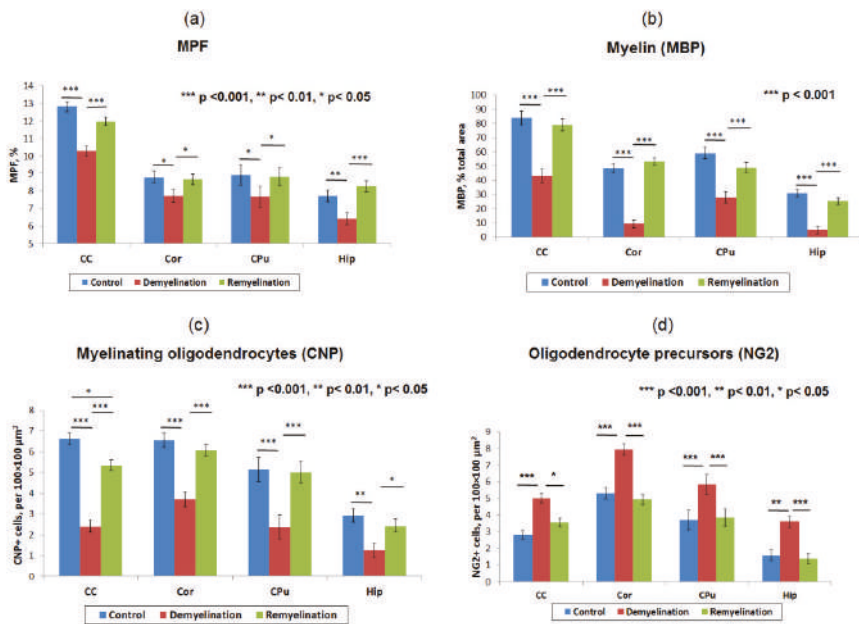 (a)
MPF
*** p <0.001, ** p< 0.01, * p< 0.05
14
13
12
11
10
9
8
7
6
5
MPF, %
***
***
*
*
*
*
**
***
CC
Cor
CPu
Hip
Control
Demyelination
Remyelination
(b)
Myelin (MBP)
*** p < 0.001
100
90
80
70
60
50
40
30
20
10
0
MBP, % total area
***
***
***
***
***
***
***
***
CC
Cor
CPu
Hip
Control
Demyelination
Remyelination
(c)
Myelinating oligodendrocytes (CNP)
*** p <0.001, ** p< 0.01, * p< 0.05
8
7
6
5
4
3
2
1
0
CNP+ cells, per 100×100 µm²
*
***
***
***
***
***
***
**
*
CC
Cor
CPu
Hip
Control
Demyelination
Remyelination
(d)
Oligodendrocyte precursors (NG2)
*** p <0.001, ** p< 0.01, * p< 0.05
9
8
7
6
5
4
3
2
1
0
NG2+ cells, per 100×100 µm²
***
*
***
***
***
***
**
***
CC
Cor
CPu
Hip
Control
Demyelination
Remyelination